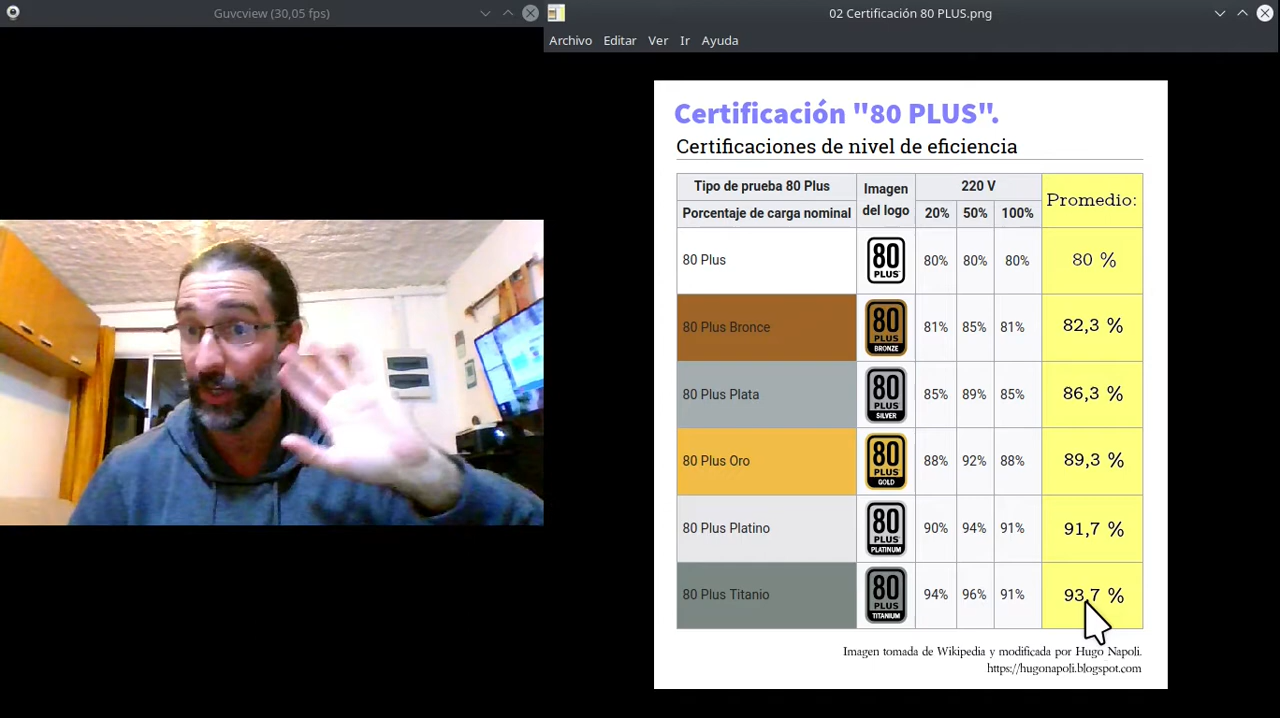 Guvcview (30,05 fps)
02 Certificación 80 PLUS.png
Archivo Editar Ver Ir Ayuda
Certificación "80 PLUS".
Certificaciones de nivel de eficiencia
Tipo de prueba 80 Plus Imagen del logo 220 V Promedio:
Porcentaje de carga nominal 20% 50% 100%
80 Plus 80 PLUS 80% 80% 80% 80 %
80 Plus Bronce 80 PLUS BRONZE 81% 85% 81% 82,3 %
80 Plus Plata 80 PLUS SILVER 85% 89% 85% 86,3 %
80 Plus Oro 80 PLUS GOLD 88% 92% 88% 89,3 %
80 Plus Platino 80 PLUS PLATINUM 90% 94% 91% 91,7 %
80 Plus Titanio 80 PLUS TITANIUM 94% 96% 91% 93,7 %
Imagen tomada de Wikipedia y modificada por Hugo Napoli.
https://hugonapoli.blogspot.com